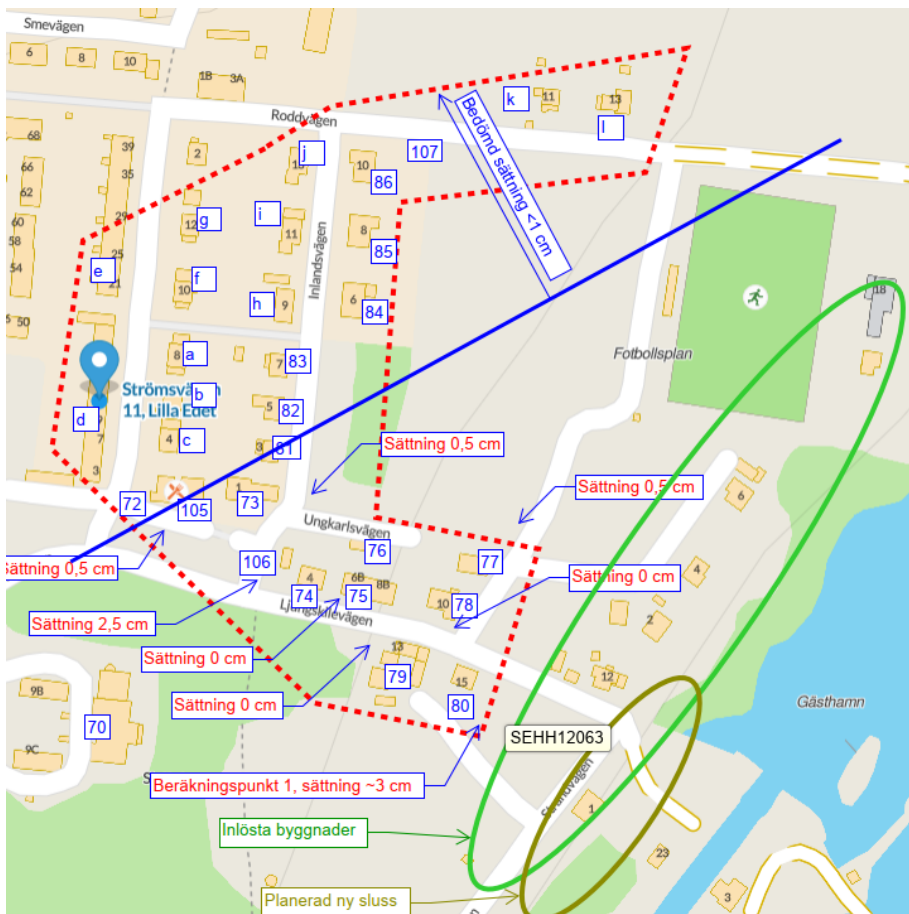 Smevägen
6
8
10
1B
3A
k
11
13
l
Bedömd sättning <1 cm
Roddvägen
68
39
2
j
10
107
66
35
10
86
62
g
12
i
11
29
60
58
8
85
54
e
25
21
f
10
h
9
Inlandsvägen
6
84
18
50
a
8
83
7
Fotbollsplan
Strömsvägen
11, Lilla Edet
b
5
82
d
9
7
c
4
3
81
Sättning 0,5 cm
3
72
105
1
73
Sättning 0,5 cm
6
Ungkarlsvägen
76
77
Sättning 0,5 cm
106
4
6B
8B
Sättning 0 cm
4
74
75
10
78
Ljungskilevägen
2
Sättning 2,5 cm
13
Sättning 0 cm
79
15
12
9B
Sättning 0 cm
80
Gästhamn
70
SEHH12063
9C
S
Beräkningspunkt 1, sättning ~3 cm
Strandvägen
1
Inlösta byggnader
23
Planerad ny sluss
3